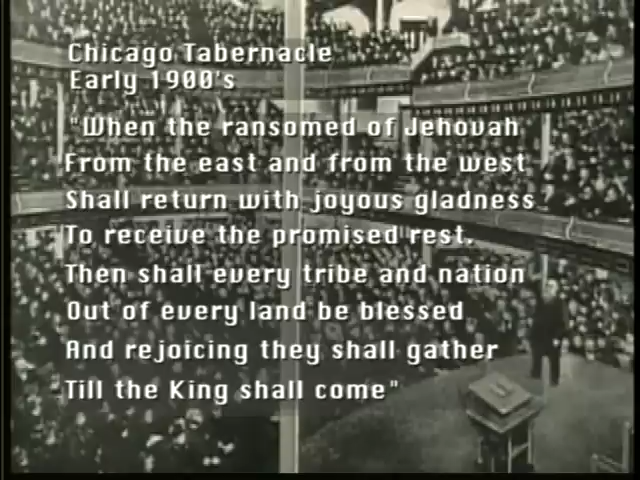 Chicago Tabernacle
Early 1900's
"When the ransomed of Jehovah
From the east and from the west
Shall return with joyous gladness
To receive the promised rest.
Then shall every tribe and nation
Out of every land be blessed
And rejoicing they shall gather
Till the King shall come"